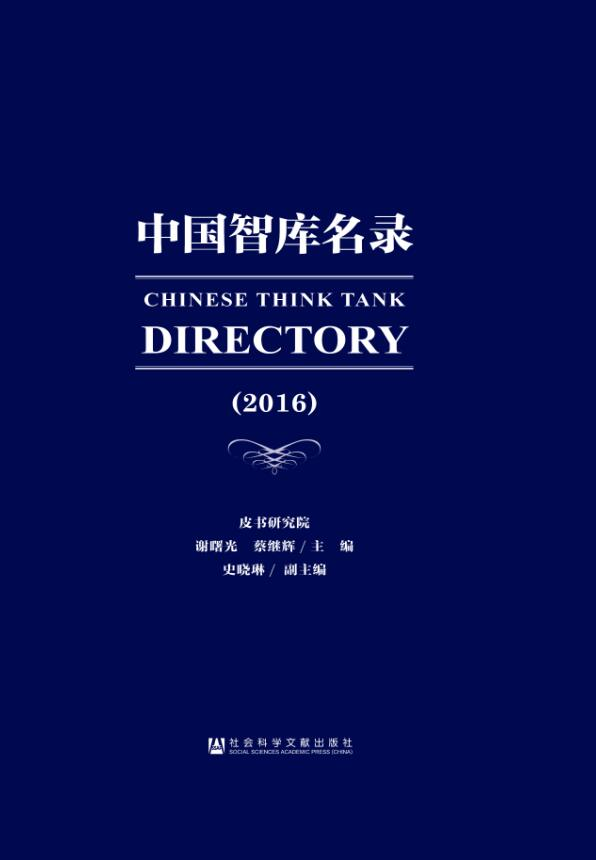 中国智库名录
CHINESE THINK TANK
DIRECTORY
(2016)
皮书研究院
谢曙光　蔡继辉 / 主　编
史晓琳 / 副主编
社会科学文献出版社
SOCIAL SCIENCES ACADEMIC PRESS (CHINA)